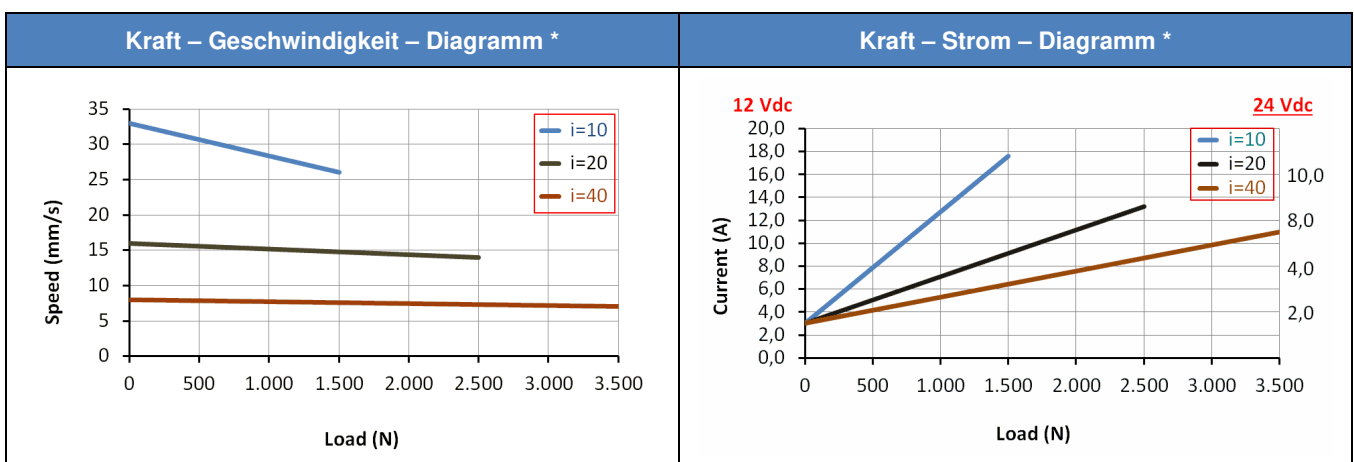 Kraft – Geschwindigkeit – Diagramm *
Kraft – Strom – Diagramm *
35
30
25
20
15
10
5
0
Speed (mm/s)
i=10
i=20
i=40
0 500 1.000 1.500 2.000 2.500 3.000 3.500
Load (N)
12 Vdc
24 Vdc
20,0
18,0
16,0
14,0
12,0
10,0
8,0
6,0
4,0
2,0
0,0
Current (A)
i=10
i=20
i=40
10,0
8,0
4,0
2,0
0 500 1.000 1.500 2.000 2.500 3.000 3.500
Load (N)